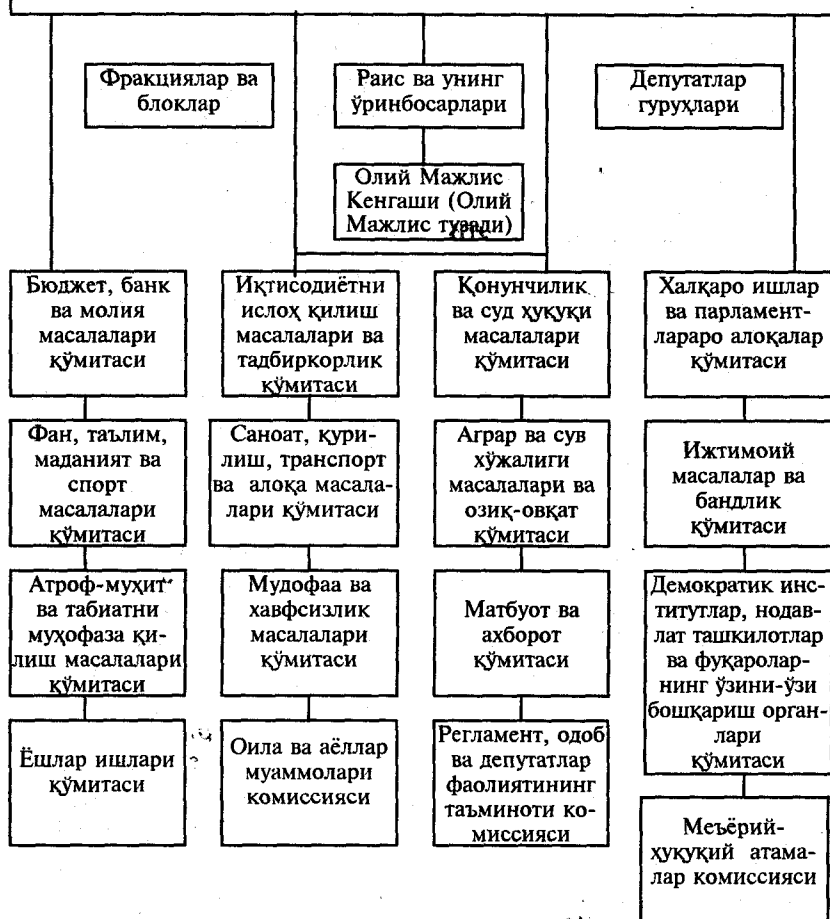 Фракциялар ва
блоклар
Раис ва унинг
ўринбосарлари
Депутатлар
гуруҳлари
Олий Мажлис
Кенгаши (Олий
Мажлис тузади)
Бюджет, банк
ва молия
масалалари
қўмитаси
Иқтисодиётни
ислоҳ қилиш
масалалари ва
тадбиркорлик
қўмитаси
Қонунчилик
ва суд ҳуқуқи
масалалари
қўмитаси
Халқаро ишлар
ва парламент-
лараро алоқалар
қўмитаси
Фан, таълим,
маданият ва
спорт
масалалари
қўмитаси
Саноат, қури-
лиш, транспорт
ва алоқа масала-
лари қўмитаси
Аграр ва сув
хўжалиги
масалалари ва
озиқ-овқат
қўмитаси
Ижтимоий
масалалар ва
бандлик
қўмитаси
Атроф-муҳит
ва табиатни
муҳофаза қи-
лиш масалалари
қўмитаси
Мудофаа ва
хавфсизлик
масалалари
қўмитаси
Матбуот ва
ахборот
қўмитаси
Демократик инс-
титутлар, нодав-
лат ташкилотлар
ва фуқаролар-
нинг ўзини-ўзи
бошқариш орган-
лари
қўмитаси
Ёшлар ишлари
қўмитаси
Оила ва аёллар
муаммолари
комиссияси
Регламент, одоб
ва депутатлар
фаолиятининг
таъминоти ко-
миссияси
Меъёрий-
ҳуқуқий атама-
лар комиссияси